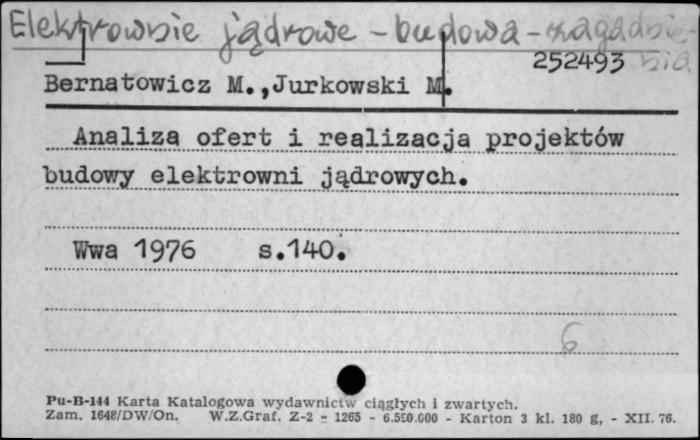 Elektrownie jądrowe - budowa - zagadnie-
nia
252493
Bernatowicz M.,Jurkowski M.
Analiza ofert i realizacja projektów
budowy elektrowni jądrowych.
Wwa 1976 s.140.
6
Pu-B-144 Karta Katalogowa wydawnictw ciągłych i zwartych.
Zam. 1648/DW/On. W.Z.Graf. Z-2 - 1265 - 6.550.000 - Karton 3 kl. 180 g, - XII. 76.